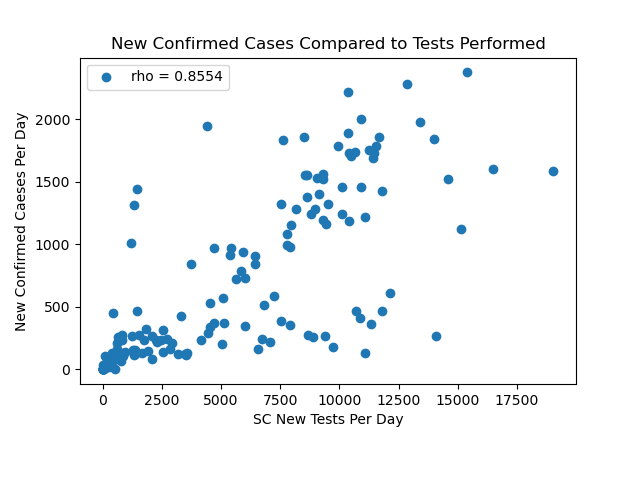 New Confirmed Cases Compared to Tests Performed
rho = 0.8554
New Confirmed Caeses Per Day
2000
1500
1000
500
0
0 2500 5000 7500 10000 12500 15000 17500
SC New Tests Per Day